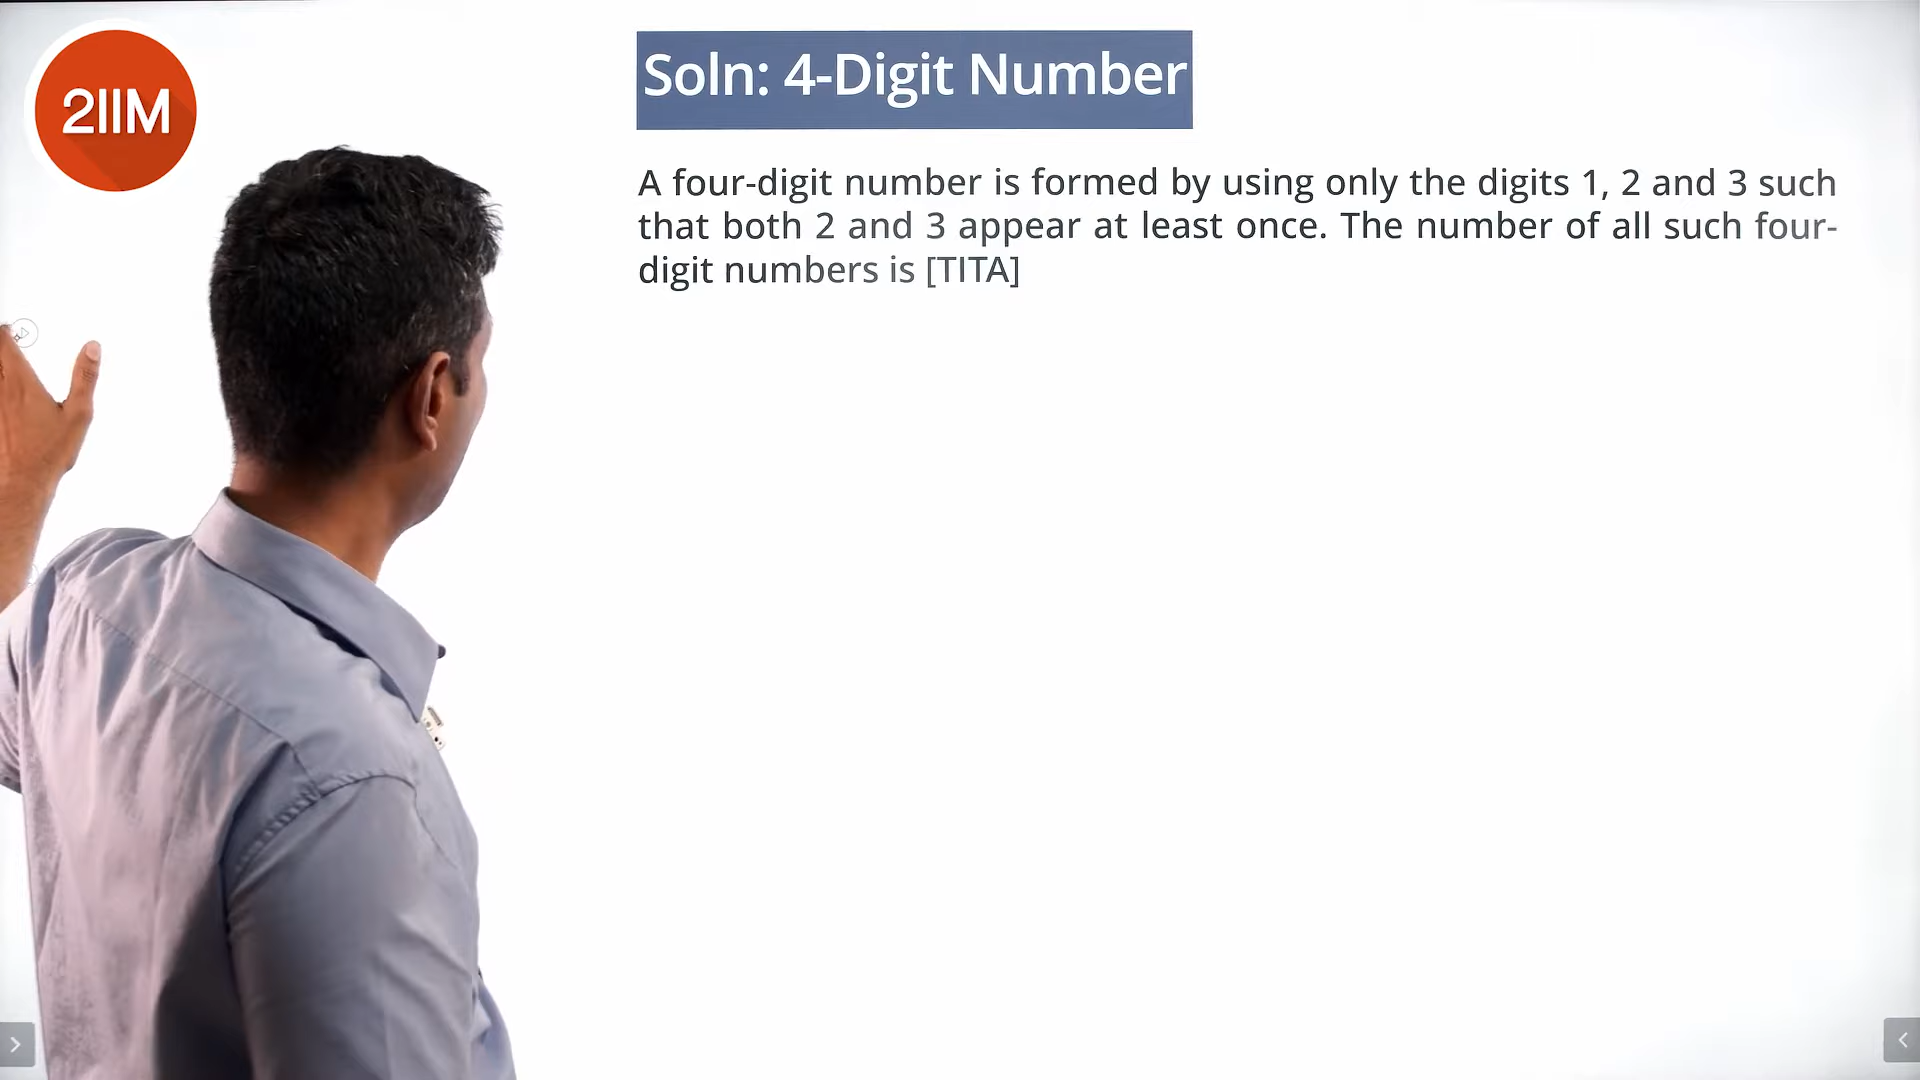 2IIM
Soln: 4-Digit Number
A four-digit number is formed by using only the digits 1, 2 and 3 such
that both 2 and 3 appear at least once. The number of all such four-
digit numbers is [TITA]